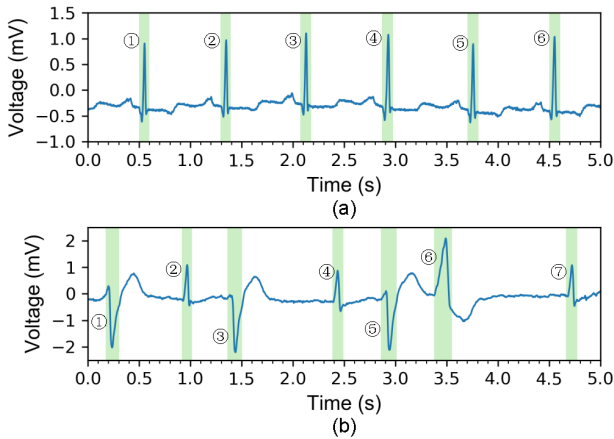 1.5
1.0
0.5
0.0
−0.5
−1.0
Voltage (mV)
① ② ③ ④ ⑤ ⑥
0.0 0.5 1.0 1.5 2.0 2.5 3.0 3.5 4.0 4.5 5.0
Time (s)
(a)
2
1
0
−1
−2
Voltage (mV)
① ② ③ ④ ⑤ ⑥ ⑦
0.0 0.5 1.0 1.5 2.0 2.5 3.0 3.5 4.0 4.5 5.0
Time (s)
(b)